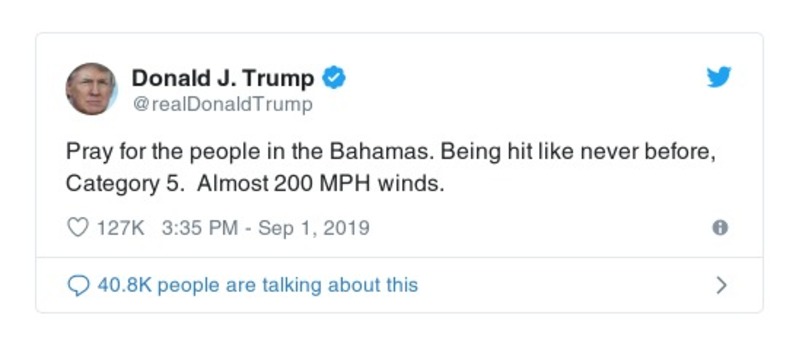 Donald J. Trump
@realDonaldTrump
Pray for the people in the Bahamas. Being hit like never before,
Category 5.  Almost 200 MPH winds.
127K 3:35 PM - Sep 1, 2019
40.8K people are talking about this